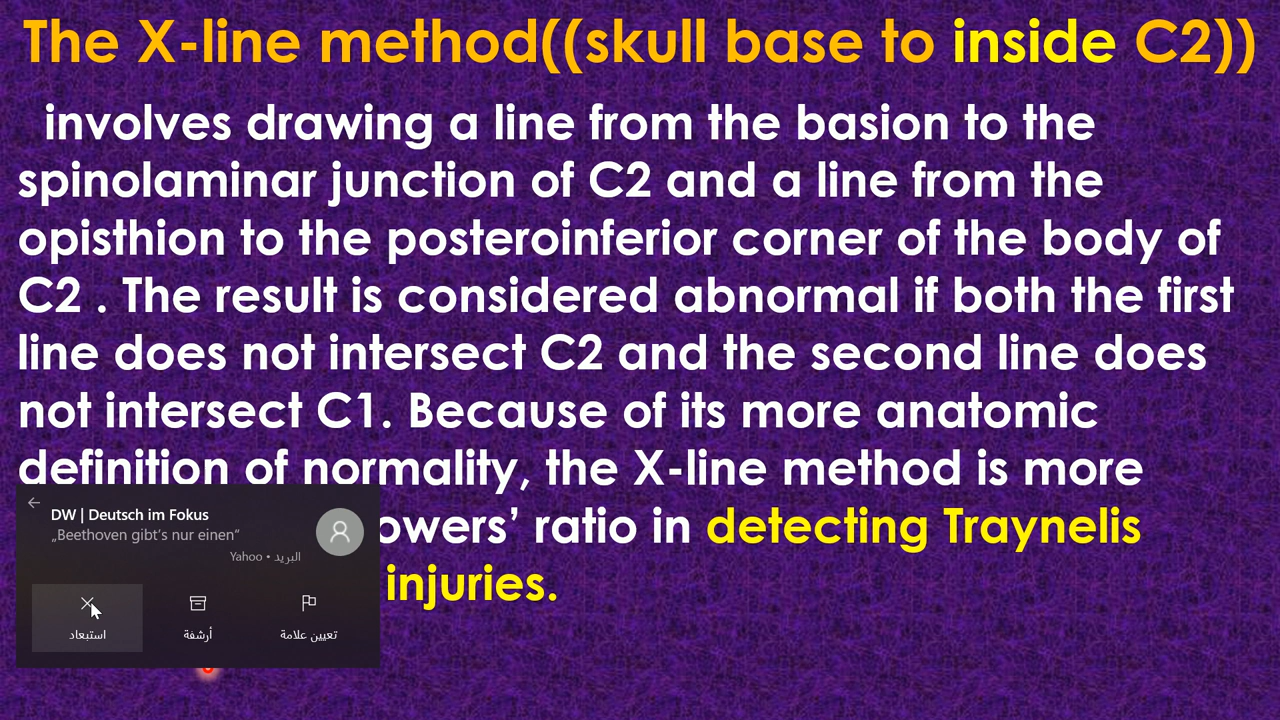 The X-line method((skull base to inside C2))
involves drawing a line from the basion to the
spinolaminar junction of C2 and a line from the
opisthion to the posteroinferior corner of the body of
C2 . The result is considered abnormal if both the first
line does not intersect C2 and the second line does
not intersect C1. Because of its more anatomic
definition of normality, the X-line method is more
owers’ ratio in detecting Traynelis
injuries.
DW | Deutsch im Fokus
„Beethoven gibt’s nur einen“
البريد • Yahoo
استبعاد
أرشفة
تعيين علامة